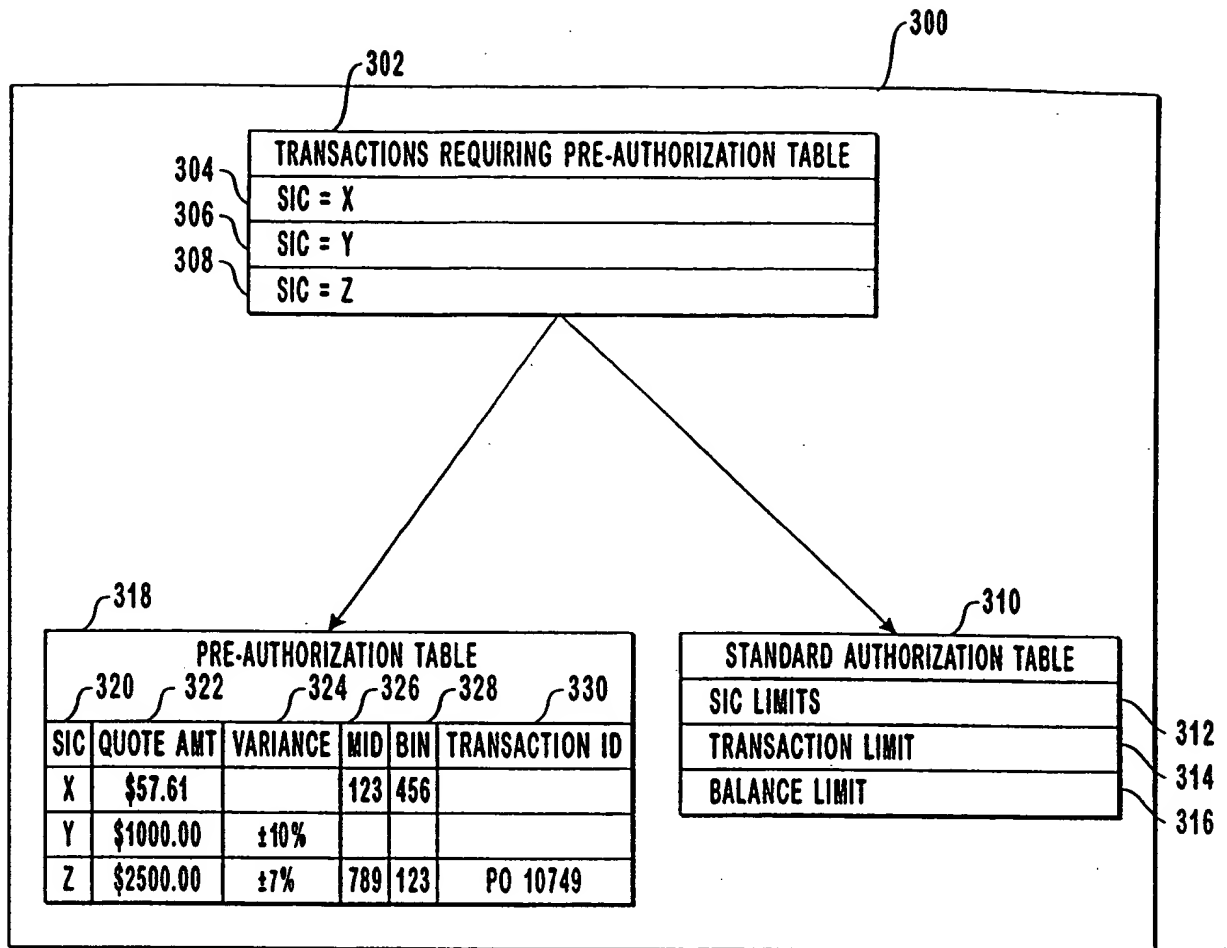 300
302
TRANSACTIONS REQUIRING PRE-AUTHORIZATION TABLE
304
SIC = X
306
SIC = Y
308
SIC = Z
318
PRE-AUTHORIZATION TABLE
320 322 324 326 328 330
SIC QUOTE AMT VARIANCE MID BIN TRANSACTION ID
X $57.61 123 456
Y $1000.00 ±10%
Z $2500.00 ±7% 789 123 PO 10749
310
STANDARD AUTHORIZATION TABLE
SIC LIMITS
312
TRANSACTION LIMIT
314
BALANCE LIMIT
316